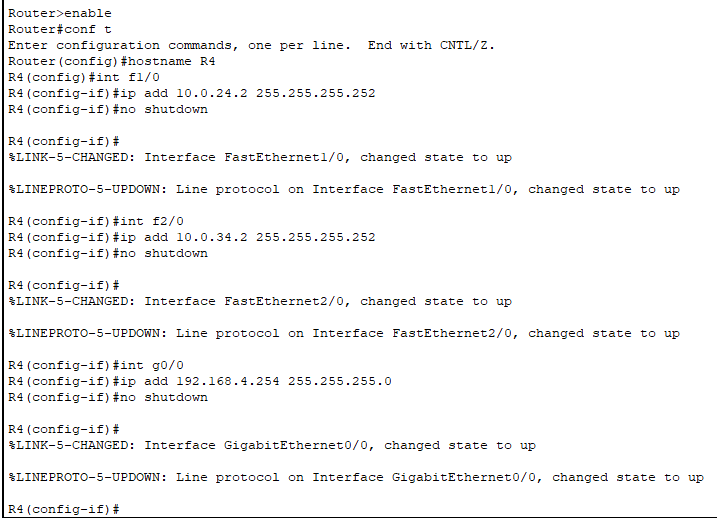 Router>enable
Router#conf t
Enter configuration commands, one per line.  End with CNTL/Z.
Router(config)#hostname R4
R4(config)#int f1/0
R4(config-if)#ip add 10.0.24.2 255.255.255.252
R4(config-if)#no shutdown
R4(config-if)#
%LINK-5-CHANGED: Interface FastEthernet1/0, changed state to up
%LINEPROTO-5-UPDOWN: Line protocol on Interface FastEthernet1/0, changed state to up
R4(config-if)#int f2/0
R4(config-if)#ip add 10.0.34.2 255.255.255.252
R4(config-if)#no shutdown
R4(config-if)#
%LINK-5-CHANGED: Interface FastEthernet2/0, changed state to up
%LINEPROTO-5-UPDOWN: Line protocol on Interface FastEthernet2/0, changed state to up
R4(config-if)#int g0/0
R4(config-if)#ip add 192.168.4.254 255.255.255.0
R4(config-if)#no shutdown
R4(config-if)#
%LINK-5-CHANGED: Interface GigabitEthernet0/0, changed state to up
%LINEPROTO-5-UPDOWN: Line protocol on Interface GigabitEthernet0/0, changed state to up
R4(config-if)#